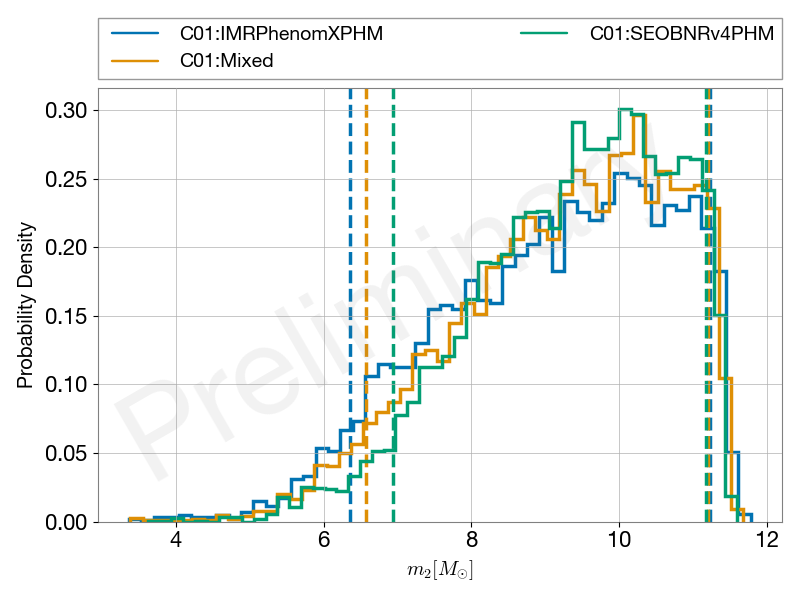 C01:IMRPhenomXPHM
C01:Mixed
C01:SEOBNRv4PHM
0.30
0.25
0.20
0.15
0.10
0.05
0.00
Probability Density
Preliminary
4 6 8 10 12
m₂[M☉]